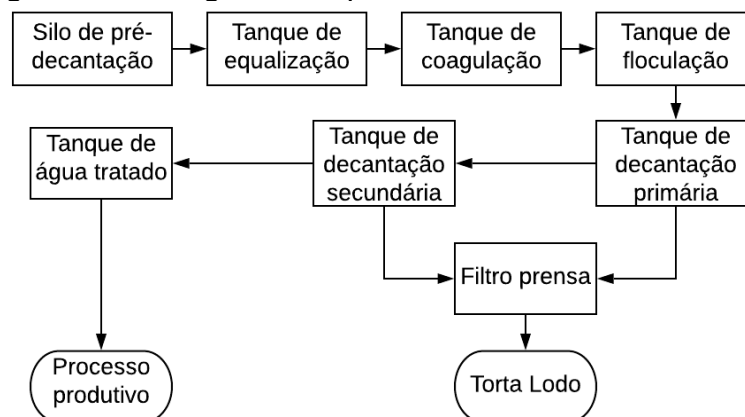 Silo de pré-
decantação
Tanque de
equalização
Tanque de
coagulação
Tanque de
floculação
Tanque de
água tratado
Tanque de
decantação
secundária
Tanque de
decantação
primária
Filtro prensa
Processo
produtivo
Torta Lodo